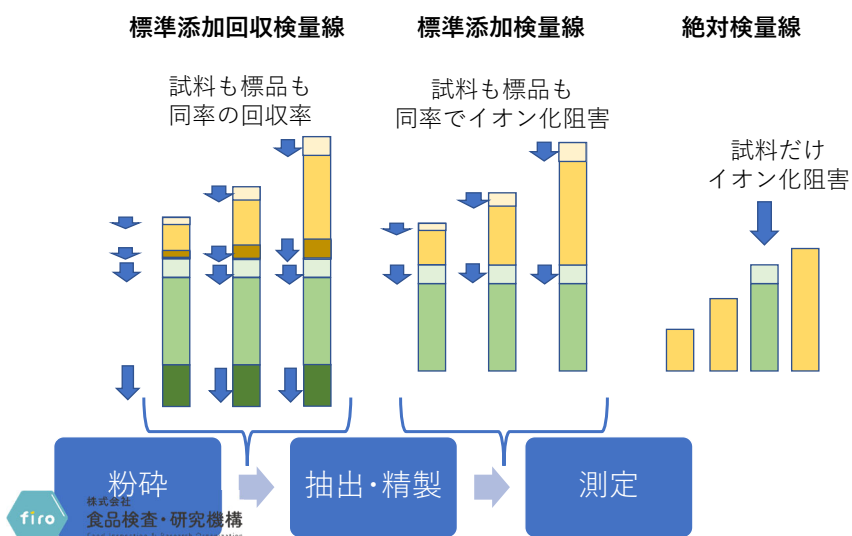 標準添加回収検量線
標準添加検量線
絶対検量線
試料も標品も
同率の回収率
試料も標品も
同率でイオン化阻害
試料だけ
イオン化阻害
粉砕
抽出・精製
測定
firo
株式会社
食品検査・研究機構